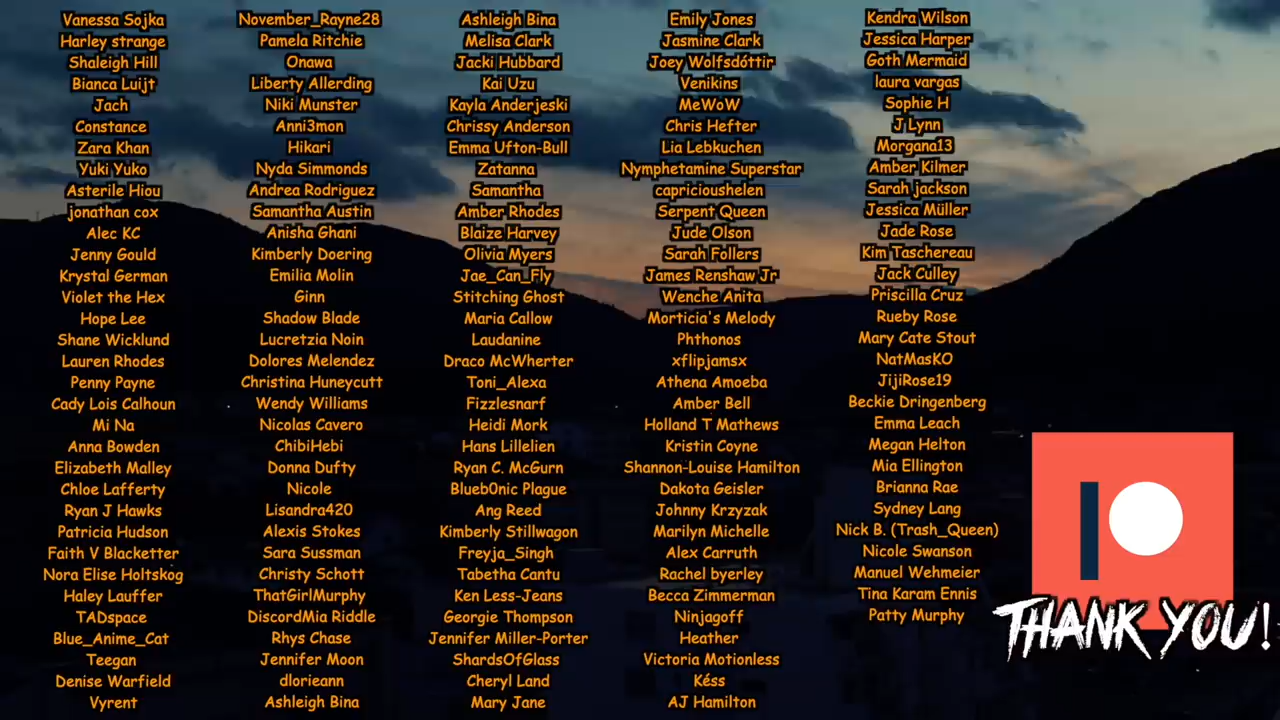 Vanessa Sojka
Harley strange
Shaleigh Hill
Bianca Luijt
Jach
Constance
Zara Khan
Yuki Yuko
Asterile Hiou
jonathan cox
Alec KC
Jenny Gould
Krystal German
Violet the Hex
Hope Lee
Shane Wicklund
Lauren Rhodes
Penny Payne
Cady Lois Calhoun
Mi Na
Anna Bowden
Elizabeth Malley
Chloe Lafferty
Ryan J Hawks
Patricia Hudson
Faith V Blacketter
Nora Elise Holtskog
Haley Lauffer
TADspace
Blue_Anime_Cat
Teegan
Denise Warfield
Vyrent
November_Rayne28
Pamela Ritchie
Onawa
Liberty Allerding
Niki Munster
Anni3mon
Hikari
Nyda Simmonds
Andrea Rodriguez
Samantha Austin
Anisha Ghani
Kimberly Doering
Emilia Molin
Ginn
Shadow Blade
Lucretzia Noin
Dolores Melendez
Christina Huneycutt
Wendy Williams
Nicolas Cavero
ChibiHebi
Donna Dufty
Nicole
Lisandra420
Alexis Stokes
Sara Sussman
Christy Schott
ThatGirlMurphy
DiscordMia Riddle
Rhys Chase
Jennifer Moon
dlorieann
Ashleigh Bina
Ashleigh Bina
Melisa Clark
Jacki Hubbard
Kai Uzu
Kayla Anderjeski
Chrissy Anderson
Emma Ufton-Bull
Zatanna
Samantha
Amber Rhodes
Blaize Harvey
Olivia Myers
Jae_Can_Fly
Stitching Ghost
Maria Callow
Laudanine
Draco McWherter
Toni_Alexa
Fizzlesnarf
Heidi Mork
Hans Lillelien
Ryan C. McGurn
Blueb0nic Plague
Ang Reed
Kimberly Stillwagon
Freyja_Singh
Tabetha Cantu
Ken Less-Jeans
Georgie Thompson
Jennifer Miller-Porter
ShardsOfGlass
Cheryl Land
Mary Jane
Emily Jones
Jasmine Clark
Joey Wolfsdóttir
Venikins
MeWoW
Chris Hefter
Lia Lebkuchen
Nymphetamine Superstar
capricioushelen
Serpent Queen
Jude Olson
Sarah Follers
James Renshaw Jr
Wenche Anita
Morticia's Melody
Phthonos
xflipjamsx
Athena Amoeba
Amber Bell
Holland T Mathews
Kristin Coyne
Shannon-Louise Hamilton
Dakota Geisler
Johnny Krzyzak
Marilyn Michelle
Alex Carruth
Rachel byerley
Becca Zimmerman
Ninjagoff
Heather
Victoria Motionless
Késs
AJ Hamilton
Kendra Wilson
Jessica Harper
Goth Mermaid
laura vargas
Sophie H
J Lynn
Morgana13
Amber Kilmer
Sarah jackson
Jessica Müller
Jade Rose
Kim Taschereau
Jack Culley
Priscilla Cruz
Rueby Rose
Mary Cate Stout
NatMasKO
JijiRose19
Beckie Dringenberg
Emma Leach
Megan Helton
Mia Ellington
Brianna Rae
Sydney Lang
Nick B. (Trash_Queen)
Nicole Swanson
Manuel Wehmeier
Tina Karam Ennis
Patty Murphy
THANK YOU!